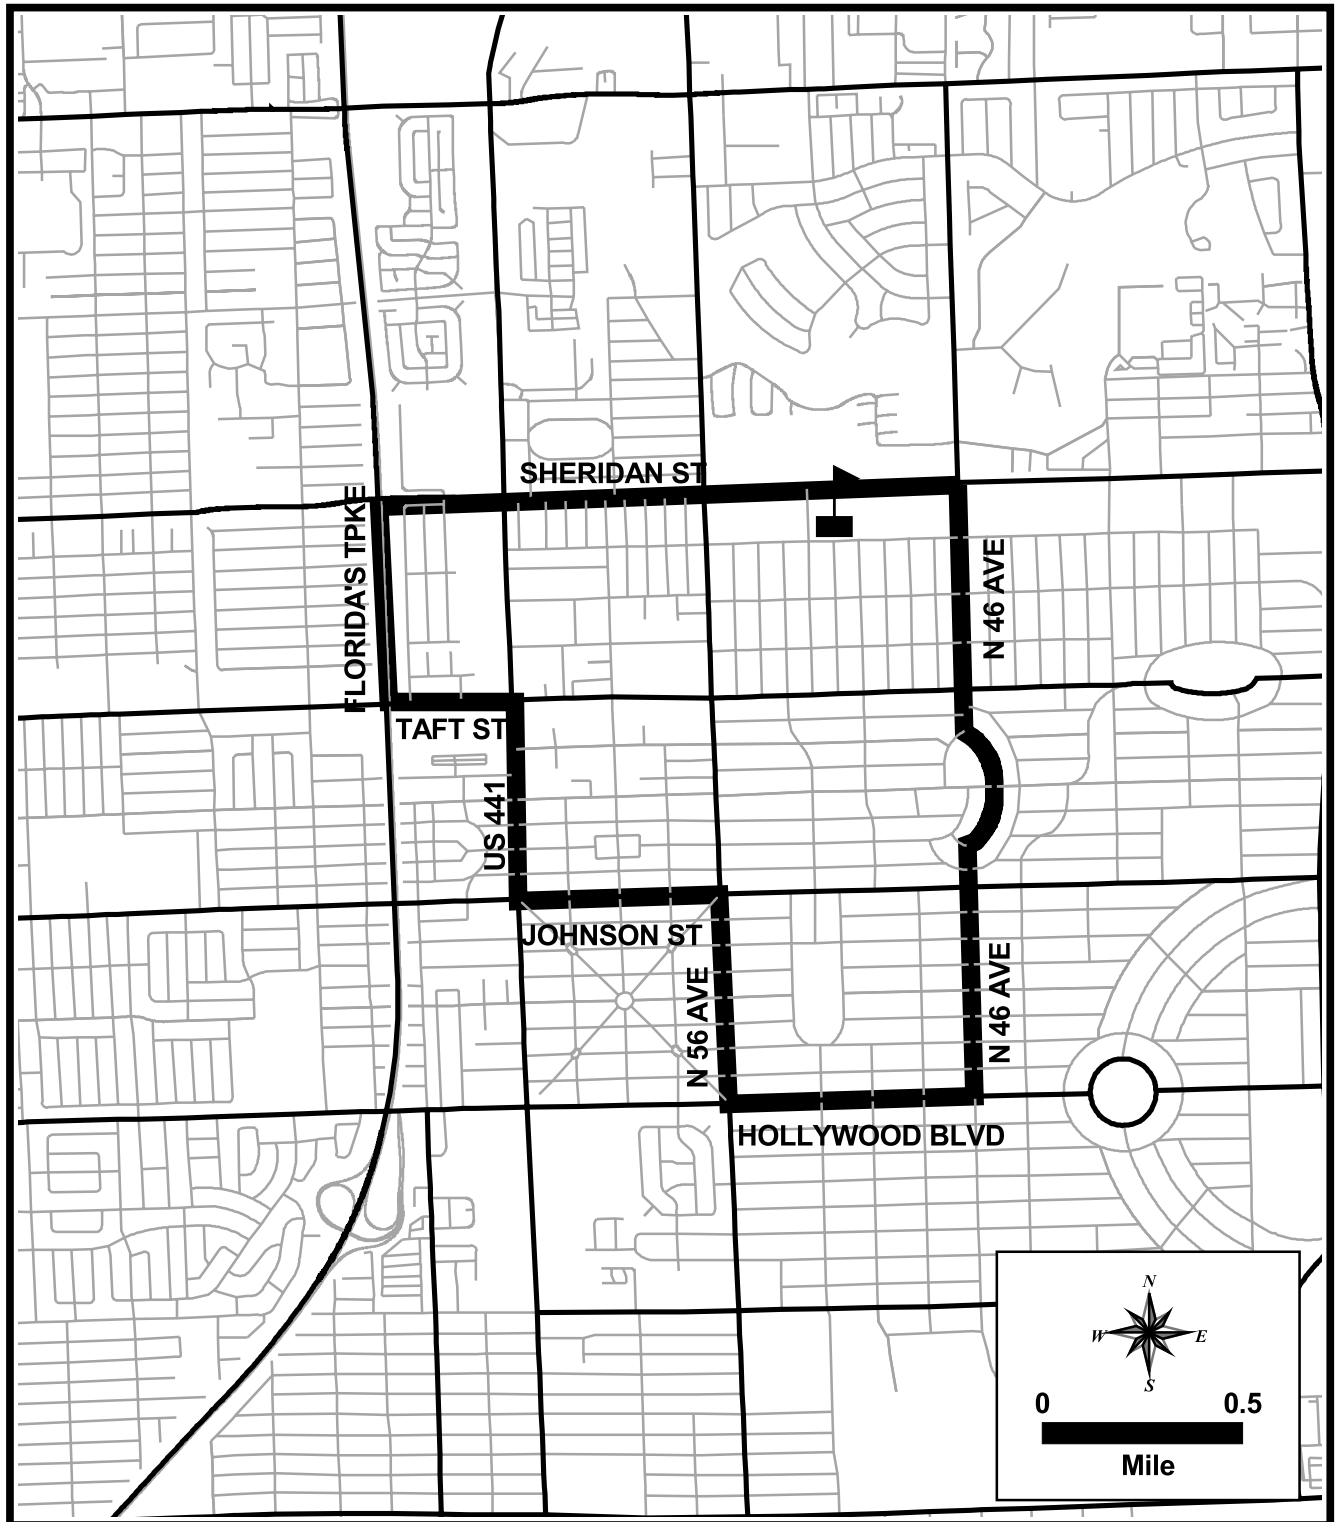 SHERIDAN ST
FLORIDA'S TPKE
N 46 AVE
TAFT ST
US 441
JOHNSON ST
N 56 AVE
N 46 AVE
HOLLYWOOD BLVD
N
W
E
S
0 0.5
Mile